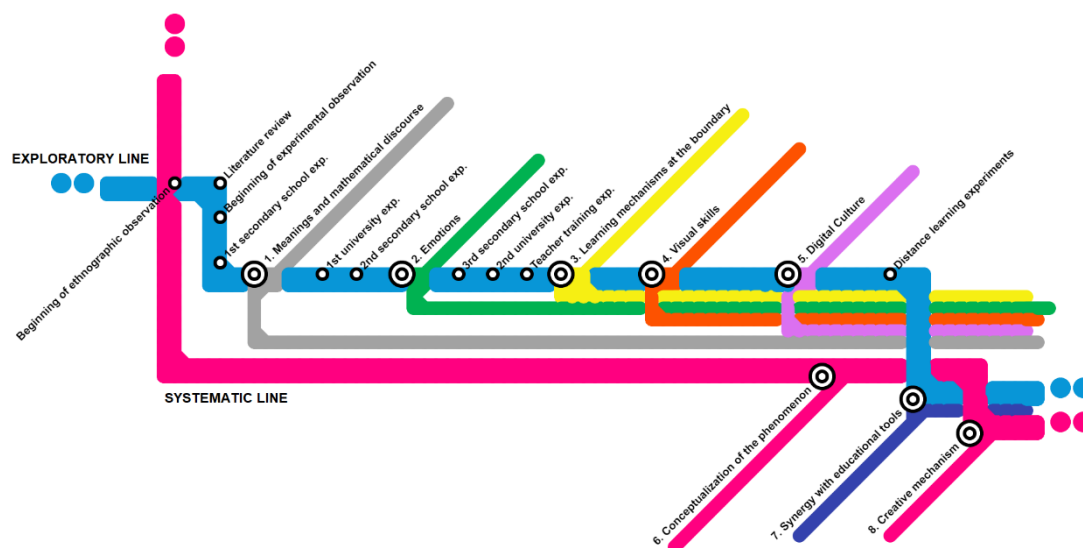 EXPLORATORY LINE
Beginning of ethnographic observation
Literature review
Beginning of experimental observation
1st secondary school exp.
1. Meanings and mathematical discourse
1st university exp.
2nd secondary school exp.
2. Emotions
3rd secondary school exp.
2nd university exp.
Teacher training exp.
3. Learning mechanisms at the boundary
4. Visual skills
5. Digital Culture
Distance learning experiments
SYSTEMATIC LINE
6. Conceptualization of the phenomenon
7. Synergy with educational tools
8. Creative mechanism